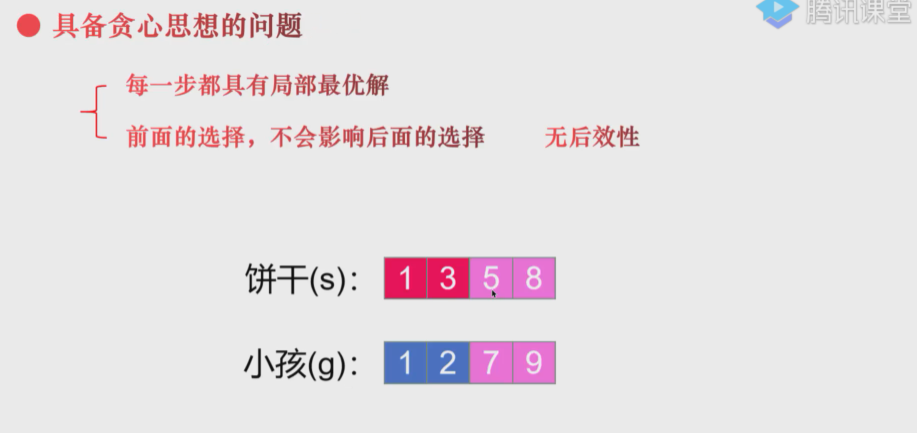 具备贪心思想的问题
腾讯课堂
每一步都具有局部最优解
前面的选择，不会影响后面的选择 无后效性
饼干(s)： 1 3 5 8
小孩(g)： 1 2 7 9